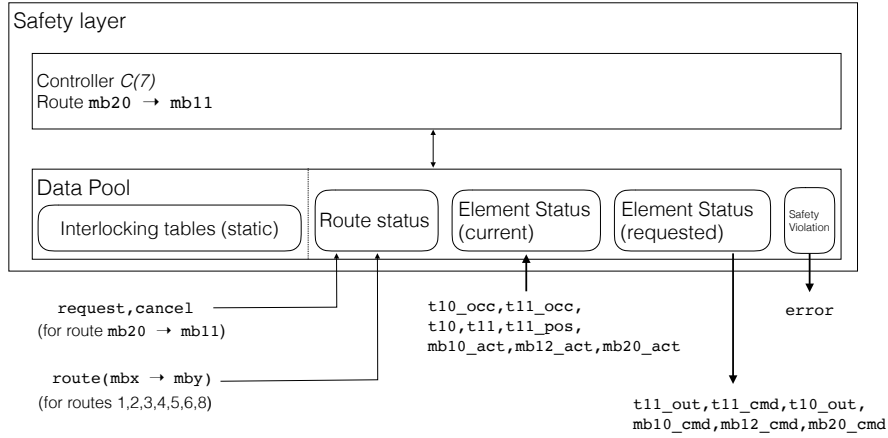 Safety layer
Controller C(7)
Route mb20 → mb11
Data Pool
Interlocking tables (static)
Route status
Element Status
(current)
Element Status
(requested)
Safety
Violation
request,cancel
(for route mb20 → mb11)
t10_occ,t11_occ,
t10,t11,t11_pos,
mb10_act,mb12_act,mb20_act
error
route(mbx → mby)
(for routes 1,2,3,4,5,6,8)
t11_out,t11_cmd,t10_out,
mb10_cmd,mb12_cmd,mb20_cmd